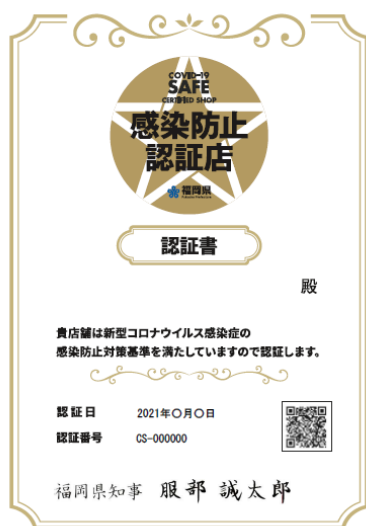 COVID-19
SAFE
CERTIFIED SHOP
感染防止
認証店
福岡県
認証書
殿
貴店舗は新型コロナウイルス感染症の
感染防止対策基準を満たしていますので認証します。
認証日 2021年〇月〇日
認証番号 CS-000000
福岡県知事 服部 誠太郎